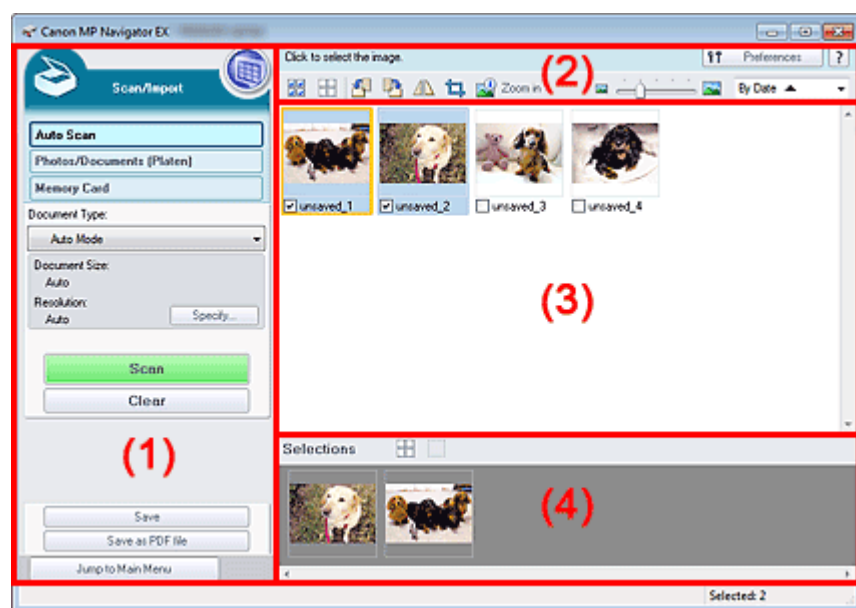 Canon MP Navigator EX
Scan/Import
Auto Scan
Photos/Documents (Platen)
Memory Card
Document Type:
Auto Mode
Document Size:
Auto
Resolution:
Auto
Specify...
Scan
Clear
(1)
Save
Save as PDF file
Jump to Main Menu
Click to select the image.
Preferences
?
(2)
Zoom in
By Date
unsaved_1
unsaved_2
unsaved_3
unsaved_4
(3)
Selections
(4)
Selected: 2